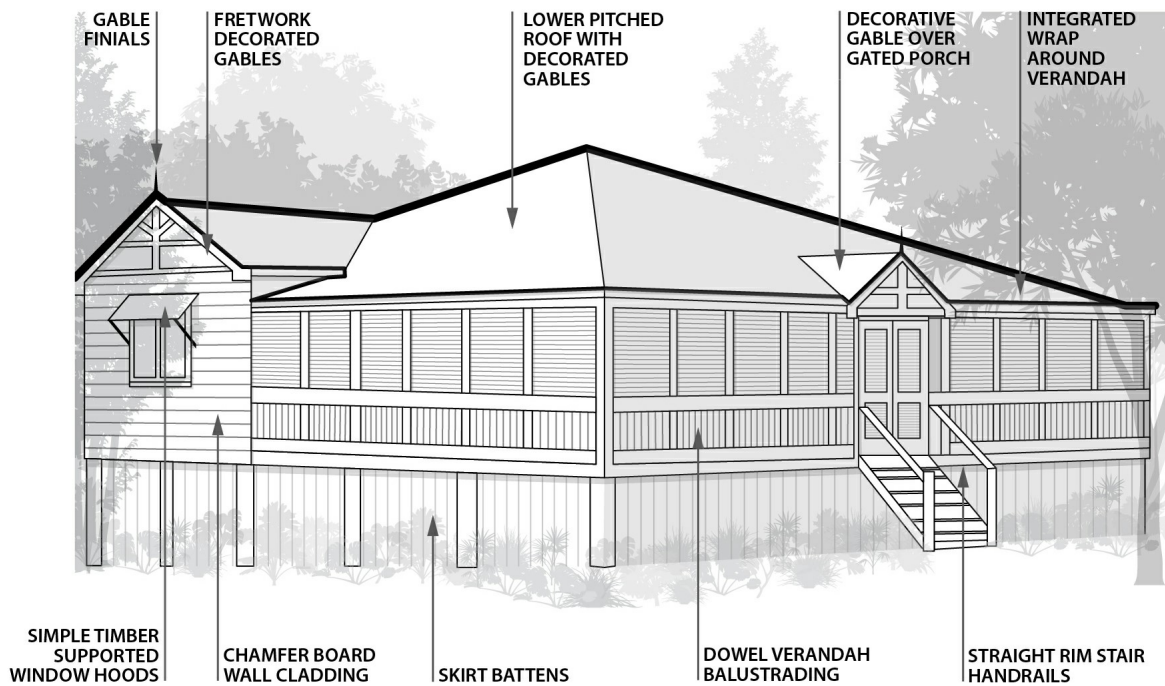 GABLE
FINIALS
FRETWORK
DECORATED
GABLES
LOWER PITCHED
ROOF WITH
DECORATED
GABLES
DECORATIVE
GABLE OVER
GATED PORCH
INTEGRATED
WRAP
AROUND
VERANDAH
SIMPLE TIMBER
SUPPORTED
WINDOW HOODS
CHAMFER BOARD
WALL CLADDING
SKIRT BATTENS
DOWEL VERANDAH
BALUSTRADING
STRAIGHT RIM STAIR
HANDRAILS